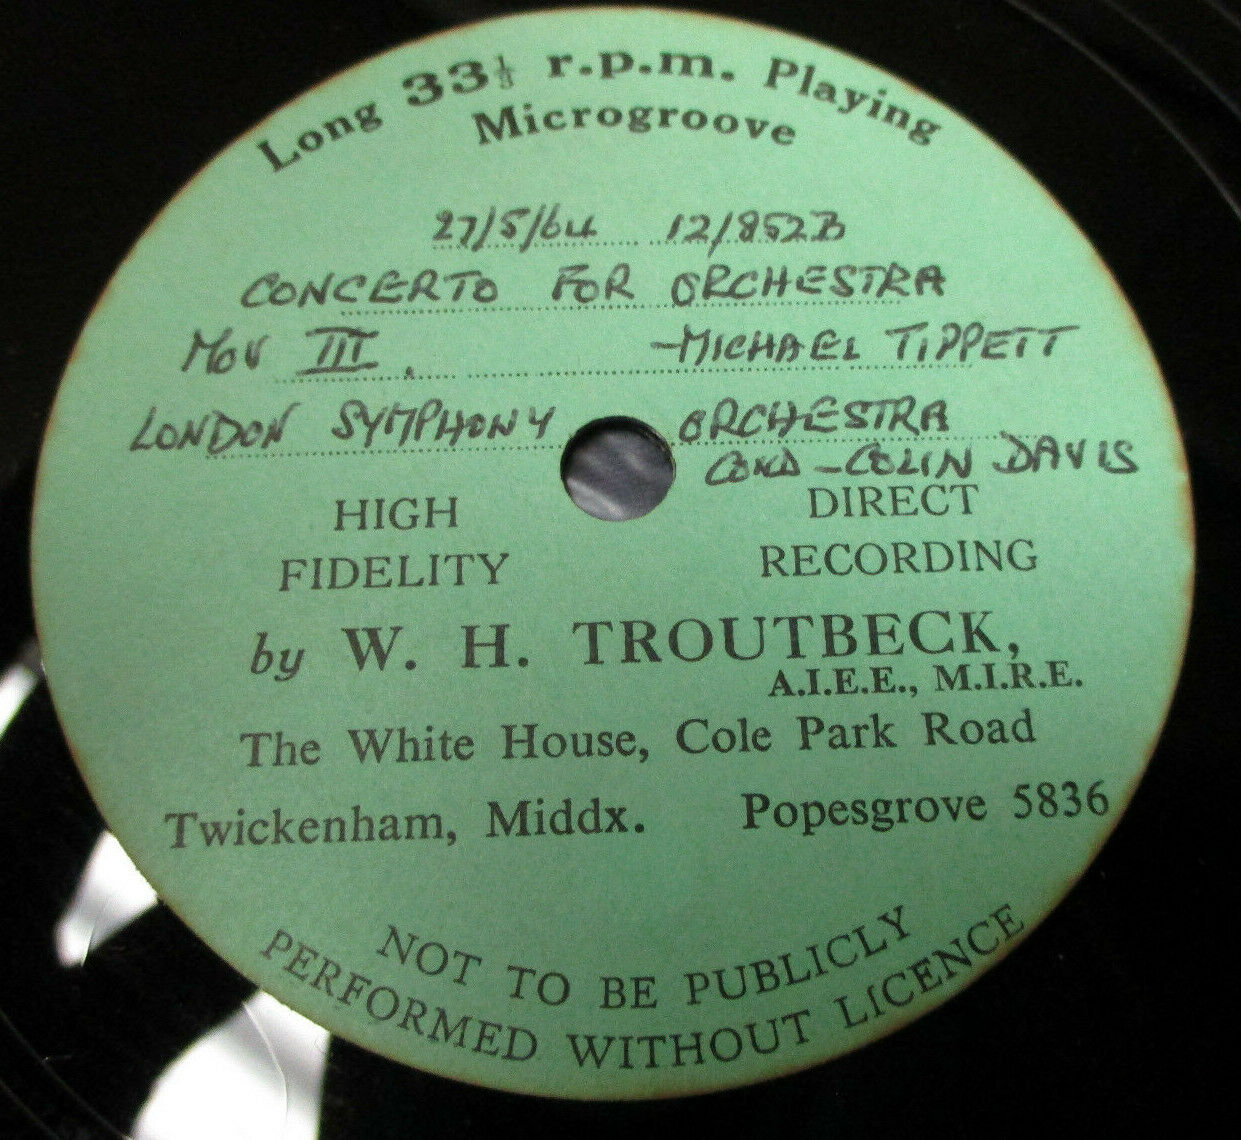 Long 33⅓ r.p.m. Playing
Microgroove
27/5/64 12/852B
CONCERTO FOR ORCHESTRA
MOV III. - MICHAEL TIPPETT
LONDON SYMPHONY ORCHESTRA
COND - COLIN DAVIS
HIGH DIRECT
FIDELITY RECORDING
by W. H. TROUTBECK,
A.I.E.E., M.I.R.E.
The White House, Cole Park Road
Twickenham, Middx. Popesgrove 5836
NOT TO BE PUBLICLY
PERFORMED WITHOUT LICENCE